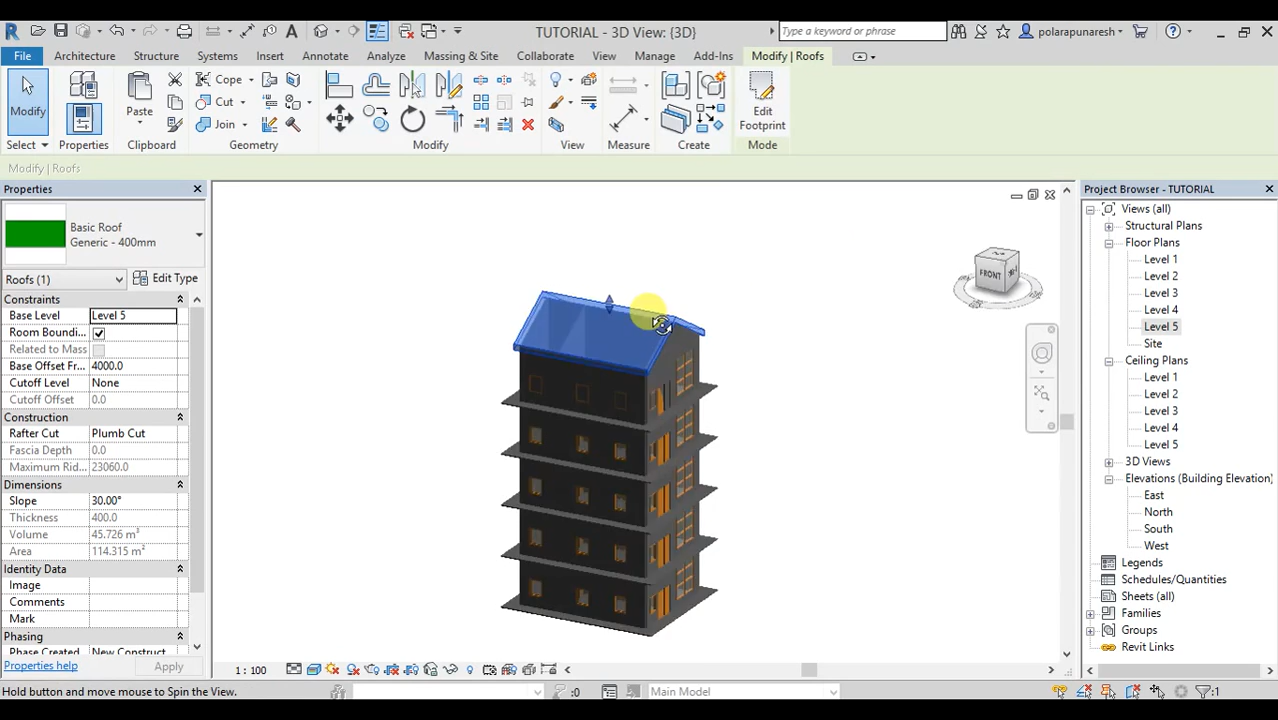 TUTORIAL - 3D View: {3D}
Type a keyword or phrase
polarapunaresh
File
Architecture
Structure
Systems
Insert
Annotate
Analyze
Massing & Site
Collaborate
View
Manage
Add-Ins
Modify | Roofs
Modify
Select
Properties
Paste
Clipboard
Cope
Cut
Join
Geometry
Modify
View
Measure
Create
Edit
Footprint
Mode
Modify | Roofs
Properties
Basic Roof
Generic - 400mm
Roofs (1)
Edit Type
Constraints
Base Level Level 5
Room Boundi...
Related to Mass
Base Offset Fr... 4000.0
Cutoff Level None
Cutoff Offset 0.0
Construction
Rafter Cut Plumb Cut
Fascia Depth 0.0
Maximum Rid... 23060.0
Dimensions
Slope 30.00°
Thickness 400.0
Volume 45.726 m³
Area 114.315 m²
Identity Data
Image
Comments
Mark
Phasing
Phase Created New Construct
Properties help
Apply
FRONT
Project Browser - TUTORIAL
Views (all)
Structural Plans
Floor Plans
Level 1
Level 2
Level 3
Level 4
Level 5
Site
Ceiling Plans
Level 1
Level 2
Level 3
Level 4
Level 5
3D Views
Elevations (Building Elevation)
East
North
South
West
Legends
Schedules/Quantities
Sheets (all)
Families
Groups
Revit Links
1 : 100
Hold button and move mouse to Spin the View.
:0
Main Model
:1